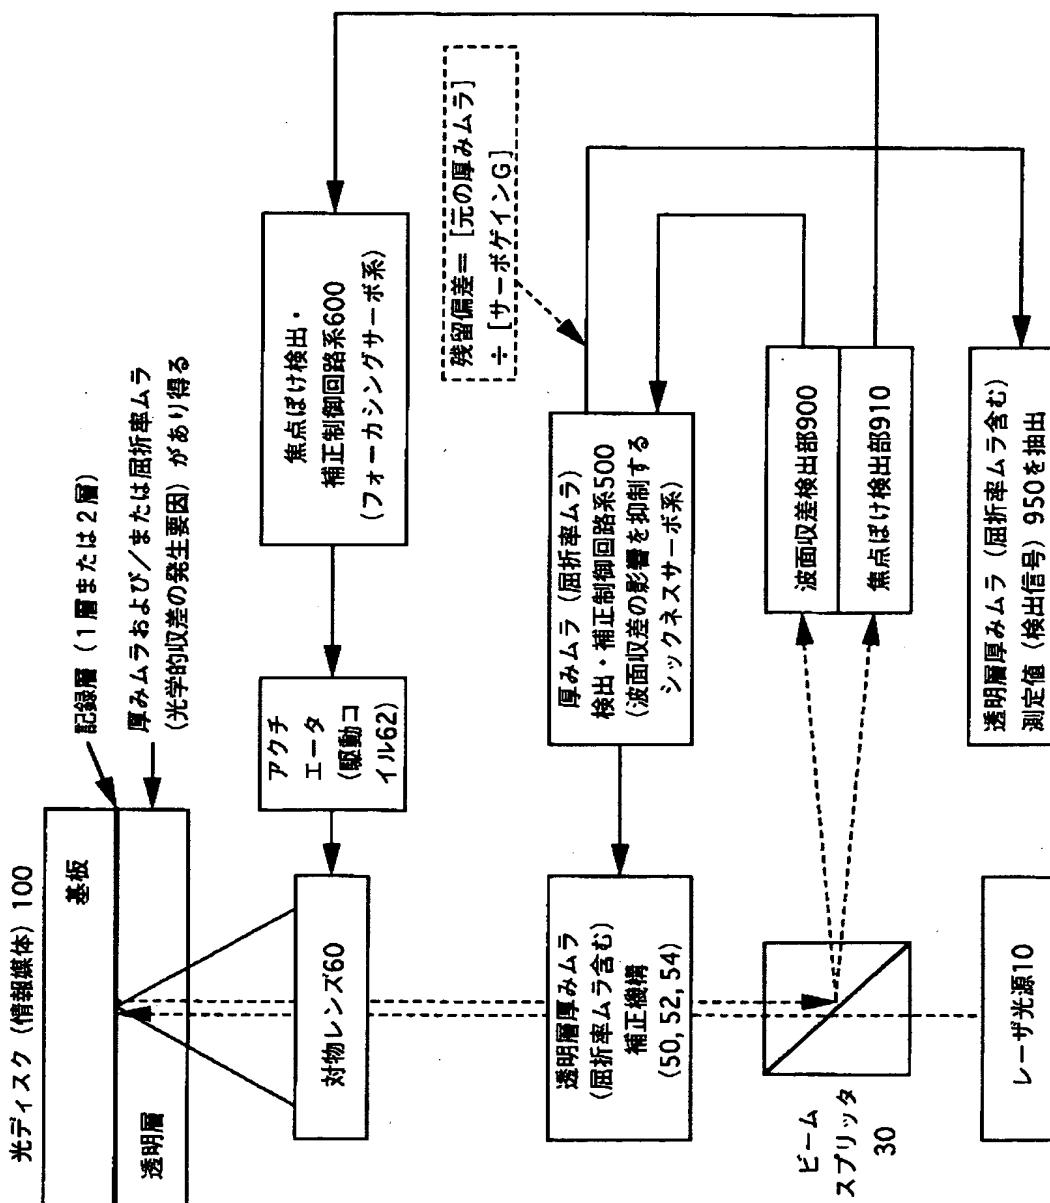 光ディスク（情報媒体）100
基板
透明層
記録層（1層または2層）
厚みムラおよび／または屈折率ムラ
（光学的収差の発生要因）があり得る
対物レンズ60
アクチ
エータ
（駆動コ
イル62）
焦点ぼけ検出・
補正制御回路系600
（フォーカシングサーボ系）
残留偏差＝［元の厚みムラ］
÷［サーボゲインG］
透明層厚みムラ
（屈折率ムラ含む）
補正機構
（50,52,54）
厚みムラ（屈折率ムラ）
検出・補正制御回路系500
（波面収差の影響を抑制する
シックネスサーボ系）
ビーム
スプリッタ
30
波面収差検出部900
焦点ぼけ検出部910
レーザ光源10
透明層厚みムラ（屈折率ムラ含む）
測定値（検出信号）950を抽出